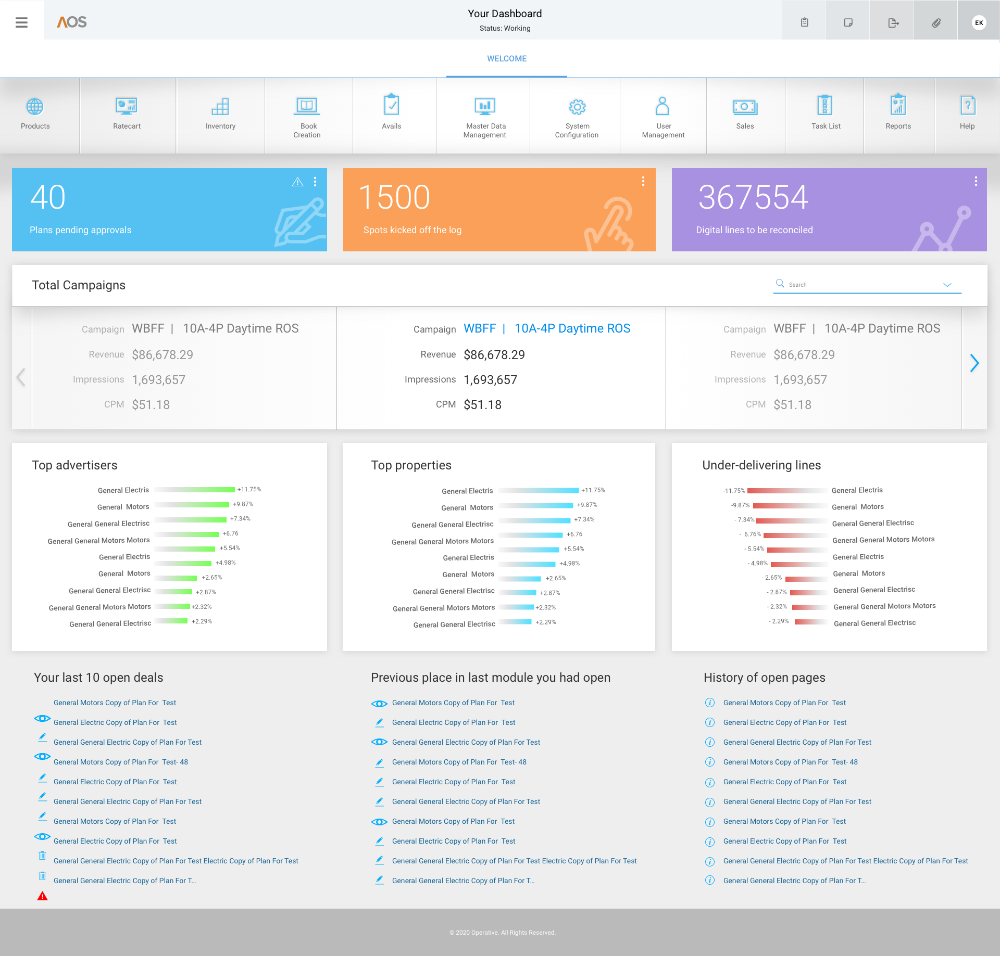 AOS
Your Dashboard
Status: Working
EK
WELCOME
Products
Ratecart
Inventory
Book
Creation
Avails
Master Data
Management
System
Configuration
User
Management
Sales
Task List
Reports
Help
40
Plans pending approvals
1500
Spots kicked off the log
367554
Digital lines to be reconciled
Total Campaigns
Search
Campaign WBFF | 10A-4P Daytime ROS
Revenue $86,678.29
Impressions 1,693,657
CPM $51.18
Campaign WBFF | 10A-4P Daytime ROS
Revenue $86,678.29
Impressions 1,693,657
CPM $51.18
Campaign WBFF | 10A-4P Daytime ROS
Revenue $86,678.29
Impressions 1,693,657
CPM $51.18
Top advertisers
General Electris +11.75%
General Motors +9.87%
General General Electrisc +7.34%
General General Motors Motors +6.76
General Electris +5.54%
General Motors +4.98%
General General Electrisc +2.65%
General General Motors Motors +2.87%
General General Electrisc +2.32%
+2.29%
Top properties
General Electris +11.75%
General Motors +9.87%
General General Electrisc +7.34%
General General Motors Motors +6.76
General Electris +5.54%
General Motors +4.98%
General General Electrisc +2.65%
General General Motors Motors +2.87%
General General Electrisc +2.32%
+2.29%
Under-delivering lines
-11.75% General Electris
-9.87% General Motors
- 7.34% General General Electrisc
- 6.76% General General Motors Motors
- 5.54% General Electris
- 4.98% General Motors
- 2.65% General General Electrisc
- 2.87% General General Motors Motors
- 2.32% General General Electrisc
- 2.29%
Your last 10 open deals
General Motors Copy of Plan For Test
General Electric Copy of Plan For Test
General General Electric Copy of Plan For Test
General Motors Copy of Plan For Test- 48
General Electric Copy of Plan For Test
General General Electric Copy of Plan For Test
General Motors Copy of Plan For Test
General Electric Copy of Plan For Test
General General Electric Copy of Plan For Test Electric Copy of Plan For Test
General General Electric Copy of Plan For T...
Previous place in last module you had open
General Motors Copy of Plan For Test
General Electric Copy of Plan For Test
General General Electric Copy of Plan For Test
General Motors Copy of Plan For Test- 48
General Electric Copy of Plan For Test
General General Electric Copy of Plan For Test
General Motors Copy of Plan For Test
General Electric Copy of Plan For Test
General General Electric Copy of Plan For Test Electric Copy of Plan For Test
General General Electric Copy of Plan For T...
History of open pages
General Motors Copy of Plan For Test
General Electric Copy of Plan For Test
General General Electric Copy of Plan For Test
General Motors Copy of Plan For Test- 48
General Electric Copy of Plan For Test
General General Electric Copy of Plan For Test
General Motors Copy of Plan For Test
General Electric Copy of Plan For Test
General General Electric Copy of Plan For Test Electric Copy of Plan For Test
General General Electric Copy of Plan For T...
© 2020 Operative. All Rights Reserved.